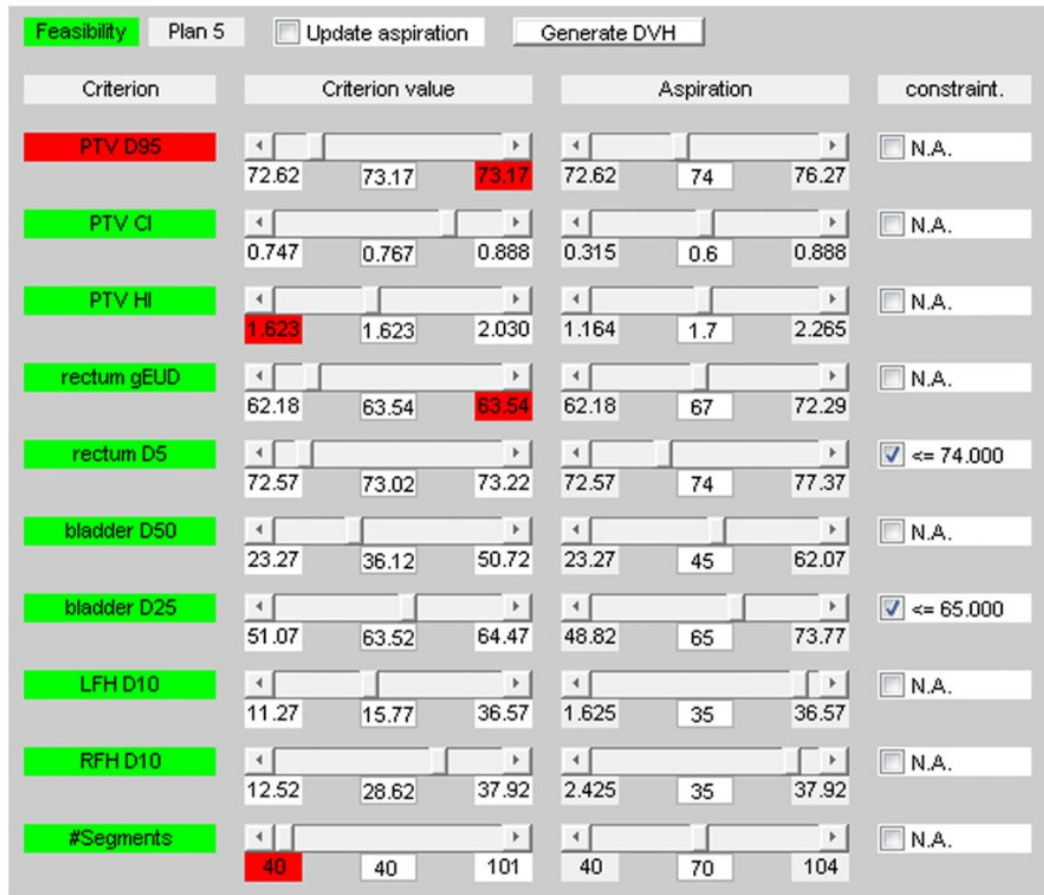 Feasibility Plan 5 Update aspiration Generate DVH
Criterion Criterion value Aspiration constraint.
PTV D95 N.A.
72.62 73.17 73.17 72.62 74 76.27
PTV CI N.A.
0.747 0.767 0.888 0.315 0.6 0.888
PTV HI N.A.
1.623 1.623 2.030 1.164 1.7 2.265
rectum gEUD N.A.
62.18 63.54 63.54 62.18 67 72.29
rectum D5 <= 74.000
72.57 73.02 73.22 72.57 74 77.37
bladder D50 N.A.
23.27 36.12 50.72 23.27 45 62.07
bladder D25 <= 65.000
51.07 63.52 64.47 48.82 65 73.77
LFH D10 N.A.
11.27 15.77 36.57 1.625 35 36.57
RFH D10 N.A.
12.52 28.62 37.92 2.425 35 37.92
#Segments N.A.
40 40 101 40 70 104